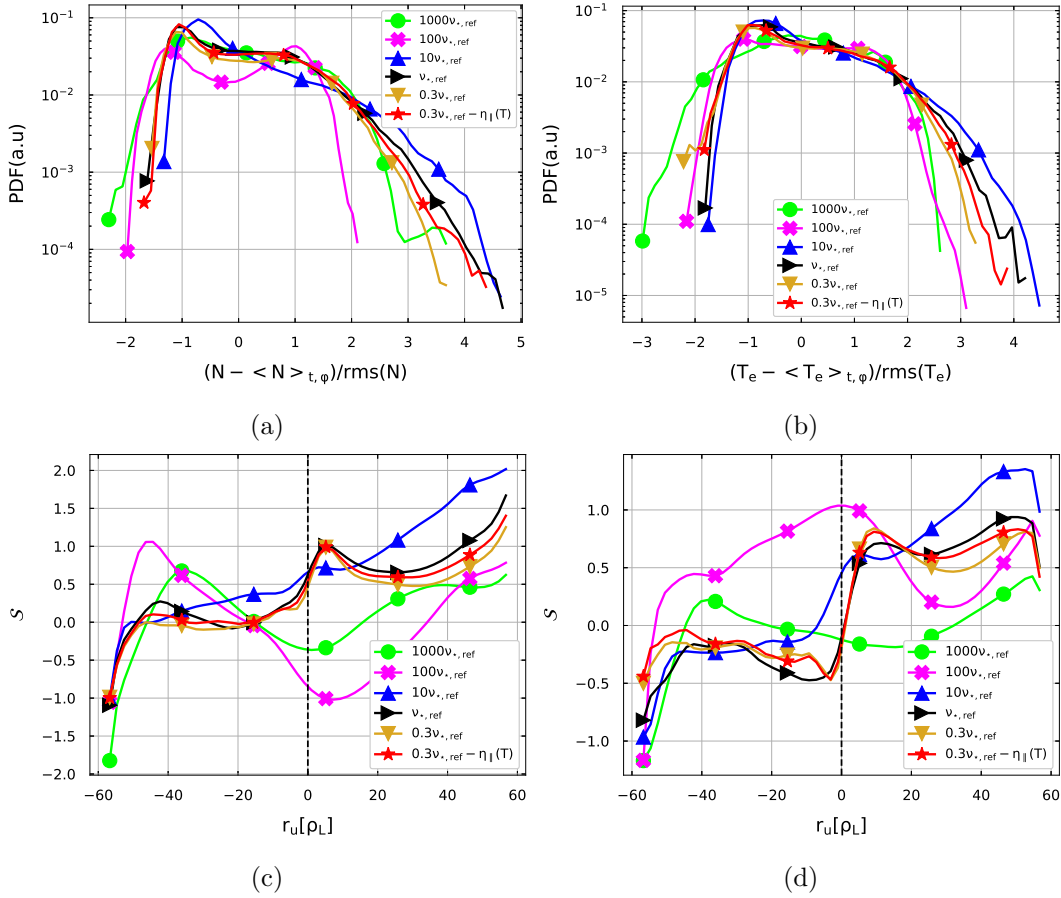 10⁻¹
10⁻²
10⁻³
10⁻⁴
PDF(a.u)
−2 −1 0 1 2 3 4 5
(N − <N>ₜ,φ)/rms(N)
1000ν⋆,ref
100ν⋆,ref
10ν⋆,ref
ν⋆,ref
0.3ν⋆,ref
0.3ν⋆,ref − η∥(T)
(a)
10⁻¹
10⁻²
10⁻³
10⁻⁴
10⁻⁵
PDF(a.u)
−3 −2 −1 0 1 2 3 4
(Tₑ − <Tₑ>ₜ,φ)/rms(Tₑ)
1000ν⋆,ref
100ν⋆,ref
10ν⋆,ref
ν⋆,ref
0.3ν⋆,ref
0.3ν⋆,ref − η∥(T)
(b)
2.0
1.5
1.0
0.5
0.0
−0.5
−1.0
−1.5
−2.0
𝒮
−60 −40 −20 0 20 40 60
rᵤ[ρL]
1000ν⋆,ref
100ν⋆,ref
10ν⋆,ref
ν⋆,ref
0.3ν⋆,ref
0.3ν⋆,ref − η∥(T)
(c)
1.0
0.5
0.0
−0.5
−1.0
𝒮
−60 −40 −20 0 20 40 60
rᵤ[ρL]
1000ν⋆,ref
100ν⋆,ref
10ν⋆,ref
ν⋆,ref
0.3ν⋆,ref
0.3ν⋆,ref − η∥(T)
(d)